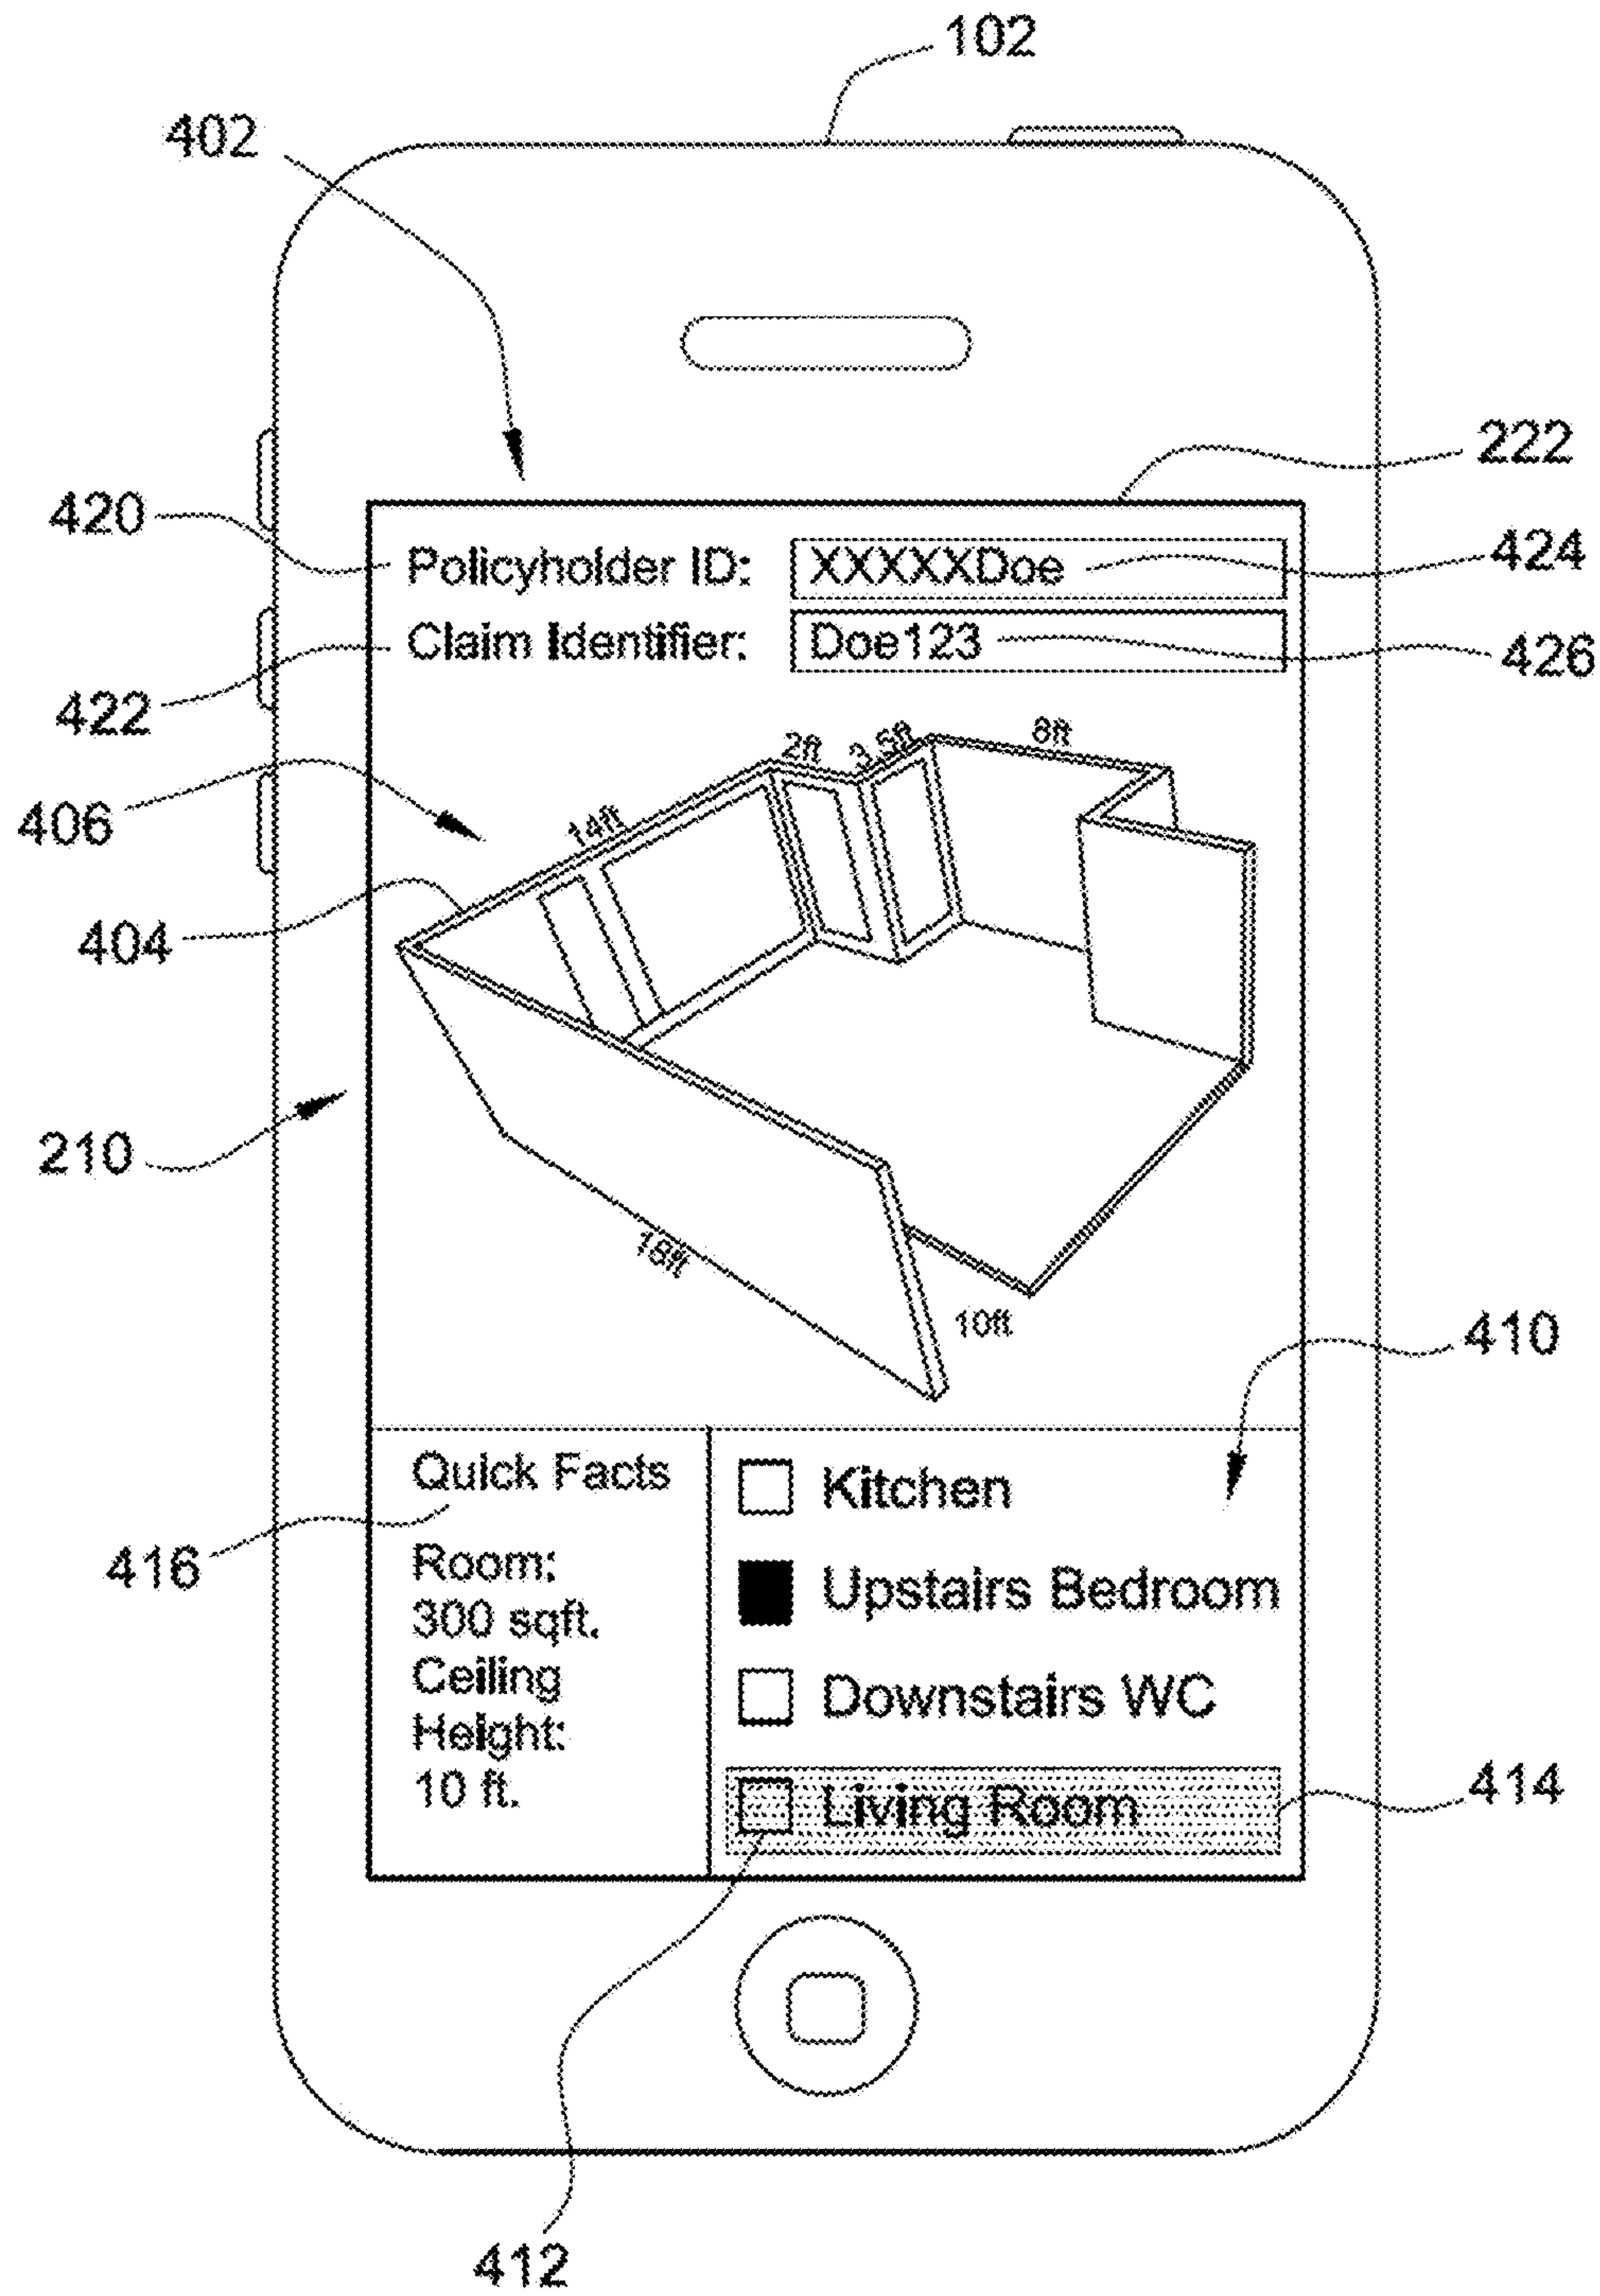 102
402
222
420
Policyholder ID:
XXXXXDoe
424
422
Claim Identifier:
Doe123
426
406
14ft
2ft
3.5ft
8ft
404
210
18ft
10ft
410
416
Quick Facts
Room:
300 sqft.
Ceiling
Height:
10 ft.
Kitchen
Upstairs Bedroom
Downstairs WC
Living Room
414
412